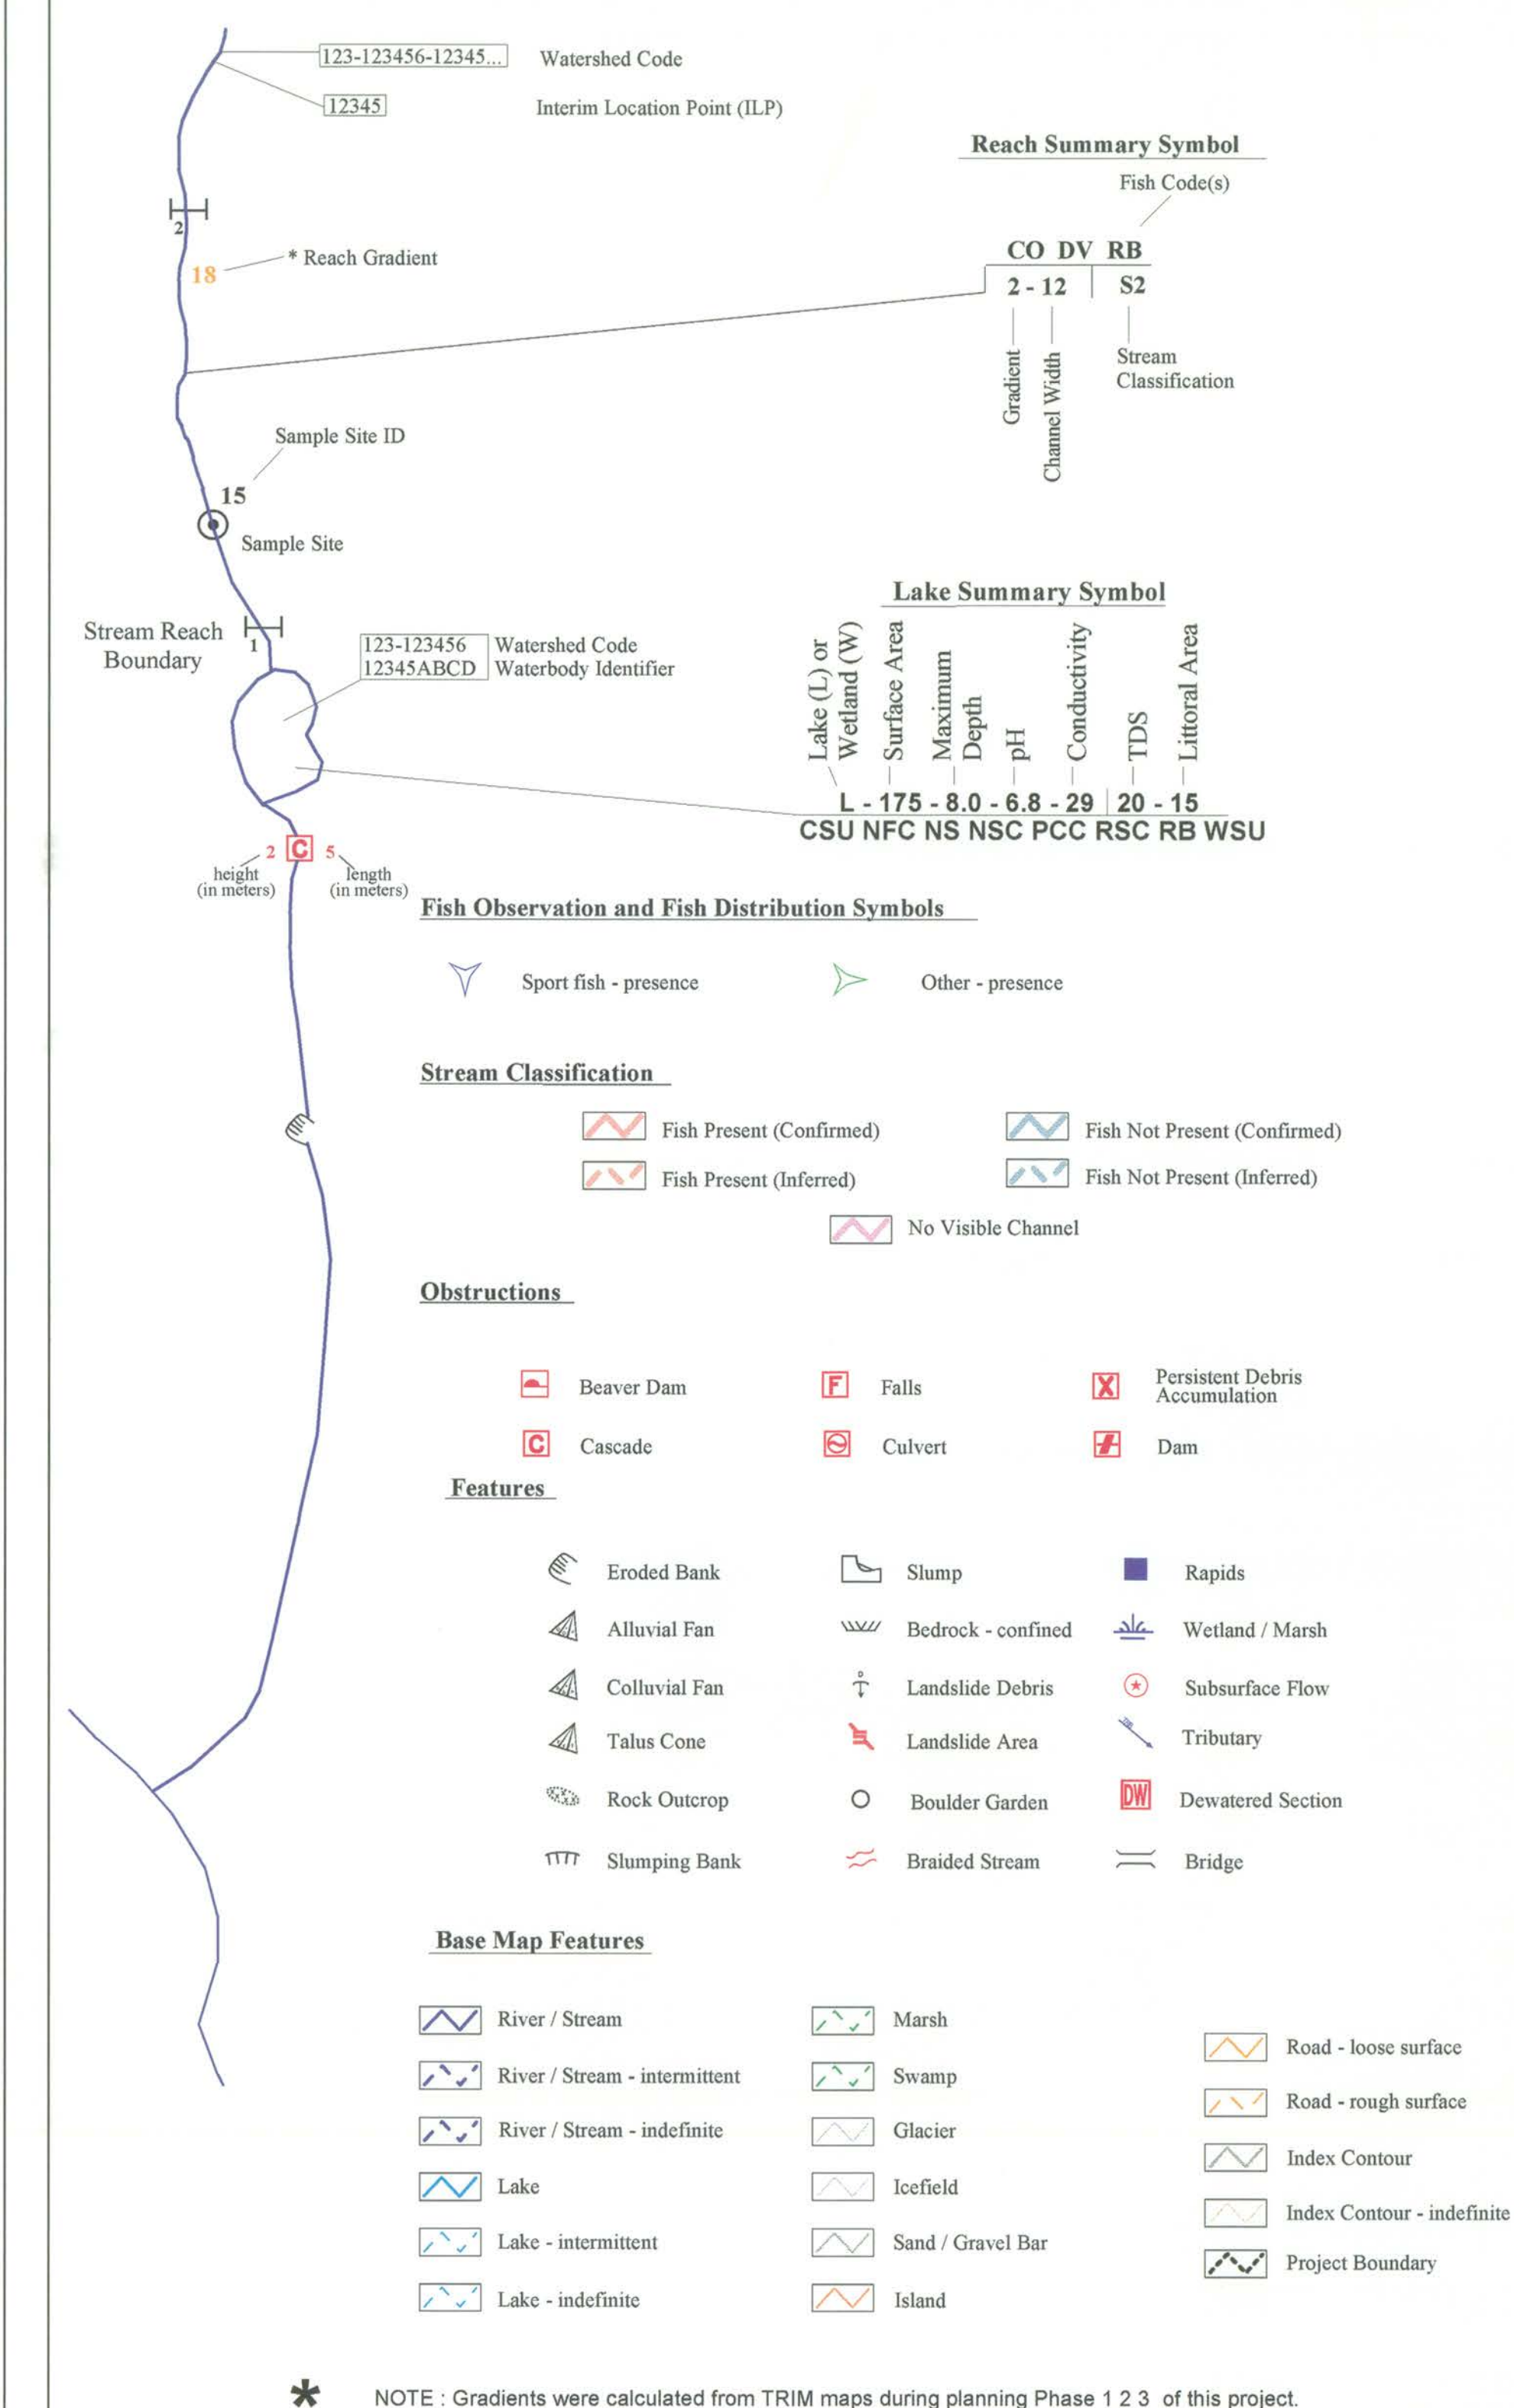 123-123456-12345... Watershed Code
12345 Interim Location Point (ILP)
Reach Summary Symbol
Fish Code(s)
2
* Reach Gradient
18
CO DV RB
2 - 12 S2
Gradient
Channel Width
Stream
Classification
Sample Site ID
15
Sample Site
Stream Reach
Boundary
1
123-123456 Watershed Code
12345ABCD Waterbody Identifier
Lake Summary Symbol
Lake (L) or
Wetland (W)
Surface Area
Maximum
Depth
pH
Conductivity
TDS
Littoral Area
L - 175 - 8.0 - 6.8 - 29 20 - 15
CSU NFC NS NSC PCC RSC RB WSU
2 C 5
height
(in meters)
length
(in meters)
Fish Observation and Fish Distribution Symbols
Sport fish - presence
Other - presence
Stream Classification
Fish Present (Confirmed)
Fish Not Present (Confirmed)
Fish Present (Inferred)
Fish Not Present (Inferred)
No Visible Channel
Obstructions
Beaver Dam
F Falls
X Persistent Debris
Accumulation
C Cascade
Culvert
Dam
Features
Eroded Bank
Slump
Rapids
Alluvial Fan
Bedrock - confined
Wetland / Marsh
Colluvial Fan
D Landslide Debris
Subsurface Flow
Talus Cone
Landslide Area
Tributary
Rock Outcrop
Boulder Garden
DW Dewatered Section
Slumping Bank
Braided Stream
Bridge
Base Map Features
River / Stream
Marsh
Road - loose surface
River / Stream - intermittent
Swamp
Road - rough surface
River / Stream - indefinite
Glacier
Index Contour
Lake
Icefield
Index Contour - indefinite
Lake - intermittent
Sand / Gravel Bar
Project Boundary
Lake - indefinite
Island
* NOTE : Gradients were calculated from TRIM maps during planning Phase 1 2 3 of this project.